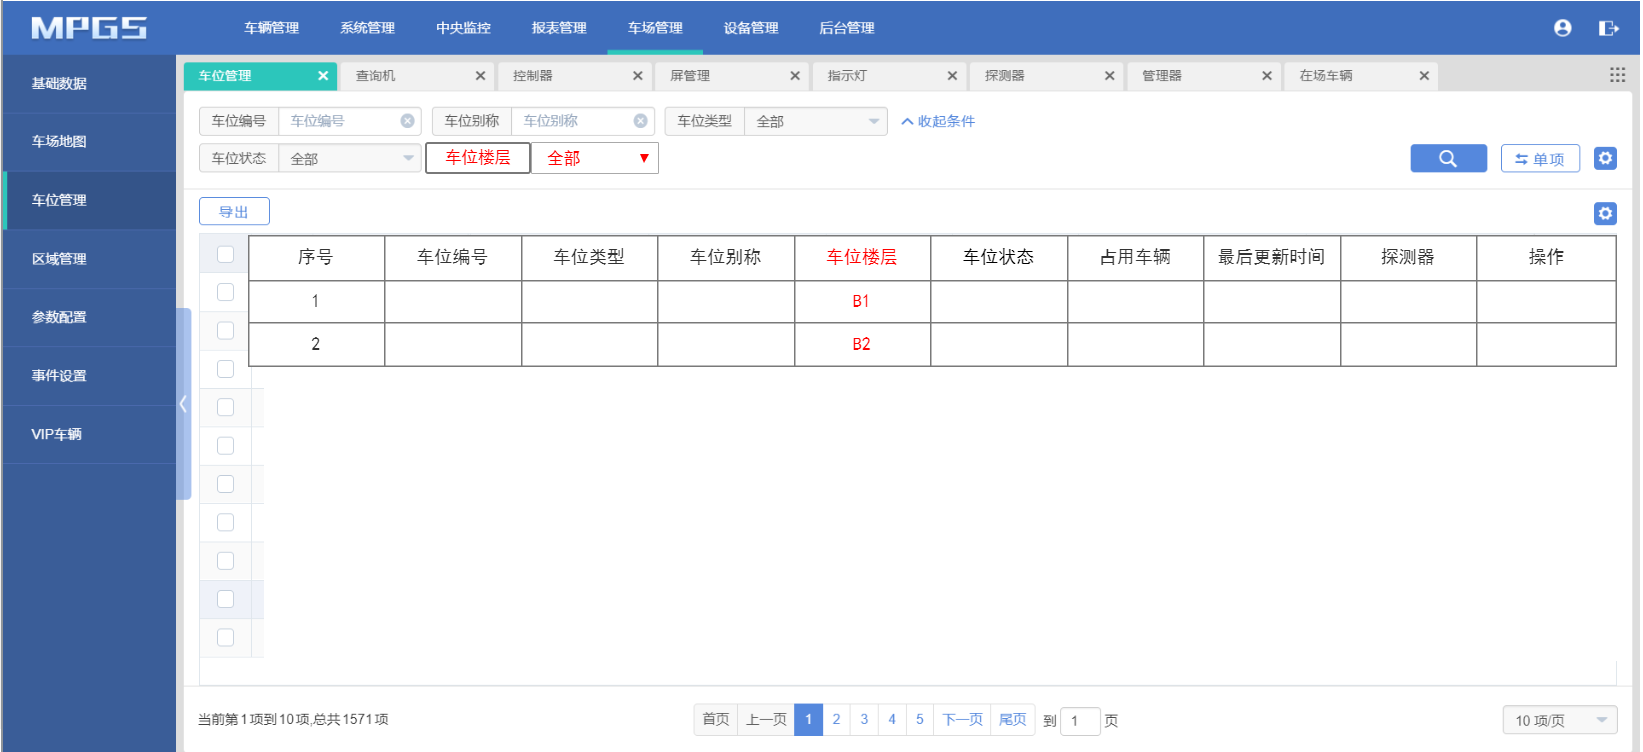 MPGS
车辆管理 系统管理 中央监控 报表管理 车场管理 设备管理 后台管理
基础数据
车场地图
车位管理
区域管理
参数配置
事件设置
VIP车辆
车位管理 查询机 控制器 屏管理 指示灯 探测器 管理器 在场车辆
车位编号 车位编号 车位别称 车位别称 车位类型 全部 收起条件
车位状态 全部 车位楼层 全部 单项
导出
序号 车位编号 车位类型 车位别称 车位楼层 车位状态 占用车辆 最后更新时间 探测器 操作
1 B1
2 B2
当前第1项到10项,总共1571项 首页 上一页 1 2 3 4 5 下一页 尾页 到 1 页 10 项/页